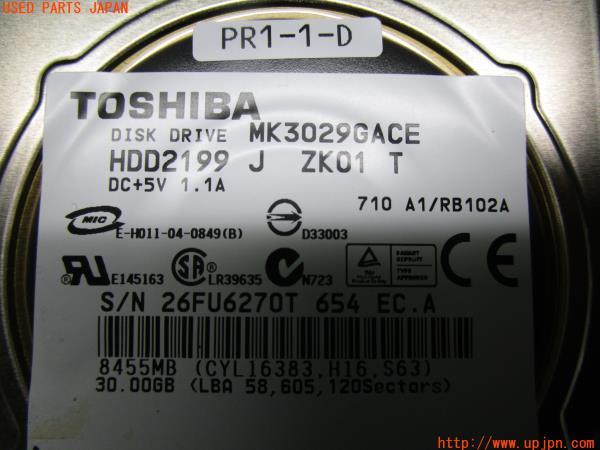 USED PARTS JAPAN
PR1-1-D
TOSHIBA
DISK DRIVE MK3029GACE
HDD2199 J ZK01 T
DC+5V 1.1A
710 A1/RB102A
MIC
E-H011-04-0849(B)
D33003
E145163
LR39635
N723
TYPE
APPROVED
CE
S/N 26FU6270T 654 EC.A
8455MB (CYL16383,H16,S63)
30.00GB (LBA 58,605,120Sectors)
http://www.upjpn.com/